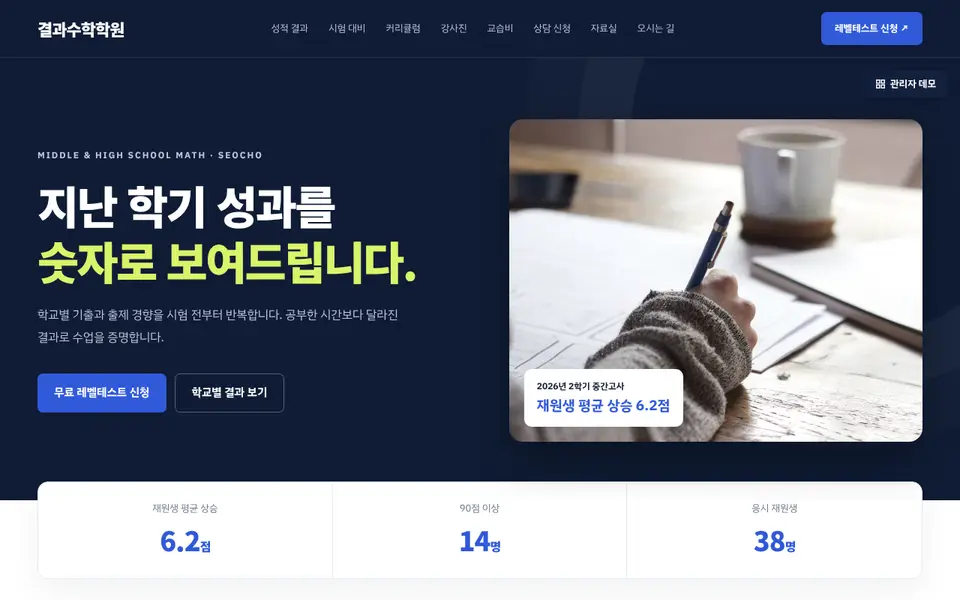 결과수학학원
성적 결과
시험 대비
커리큘럼
강사진
교습비
상담 신청
자료실
오시는 길
레벨테스트 신청 ↗
관리자 데모
MIDDLE & HIGH SCHOOL MATH · SEOCHO
지난 학기 성과를
숫자로 보여드립니다.
학교별 기출과 출제 경향을 시험 전부터 반복합니다. 공부한 시간보다 달라진
결과로 수업을 증명합니다.
무료 레벨테스트 신청
학교별 결과 보기
2026년 2학기 중간고사
재원생 평균 상승 6.2점
재원생 평균 상승
6.2점
90점 이상
14명
응시 재원생
38명